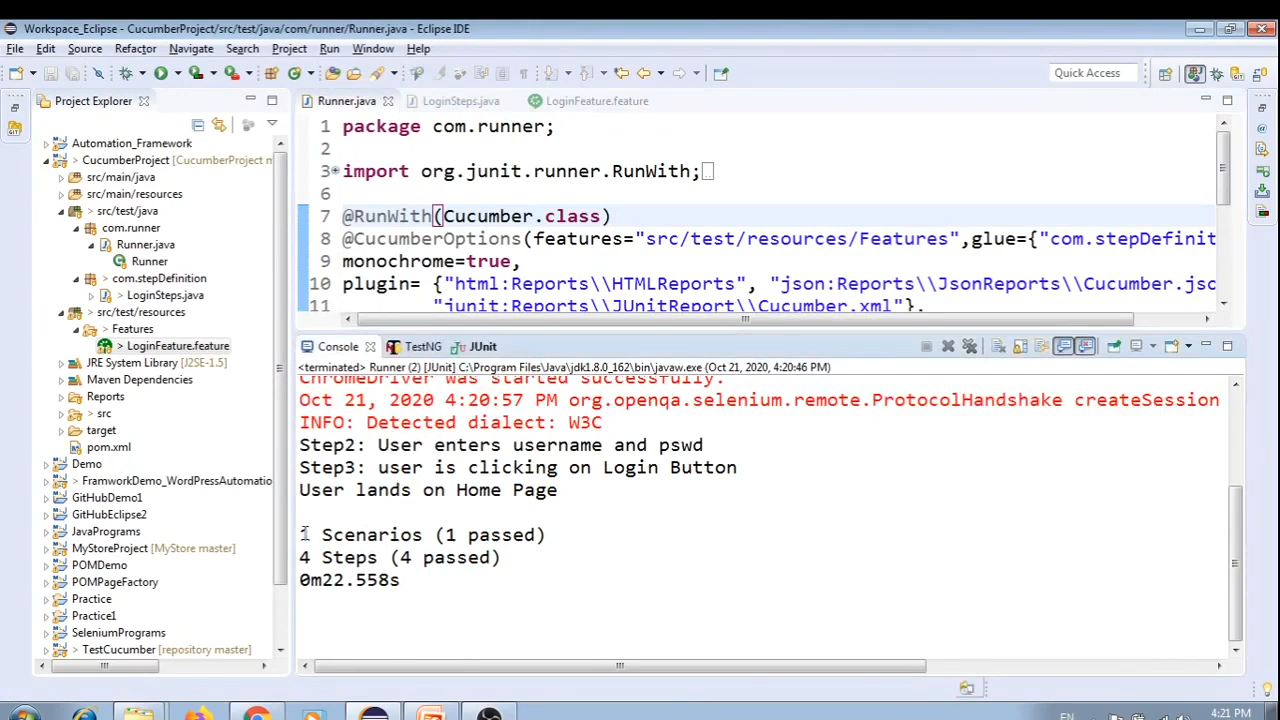 Workspace_Eclipse - CucumberProject/src/test/java/com/runner/Runner.java - Eclipse IDE
File Edit Source Refactor Navigate Search Project Run Window Help
Quick Access
Project Explorer
Automation_Framework
CucumberProject [CucumberProject m
src/main/java
src/main/resources
src/test/java
com.runner
Runner.java
Runner
com.stepDefinition
LoginSteps.java
src/test/resources
Features
> LoginFeature.feature
JRE System Library [J2SE-1.5]
Maven Dependencies
Reports
> src
target
pom.xml
Demo
> FramworkDemo_WordPressAutomatio
GitHubDemo1
GitHubEclipse2
JavaPrograms
MyStoreProject [MyStore master]
POMDemo
POMPageFactory
Practice
Practice1
SeleniumPrograms
> TestCucumber [repository master]
Runner.java LoginSteps.java LoginFeature.feature
1 package com.runner;
2
3 import org.junit.runner.RunWith;
6
7 @RunWith(Cucumber.class)
8 @CucumberOptions(features="src/test/resources/Features",glue={"com.stepDefinit
9 monochrome=true,
10 plugin= {"html:Reports\\HTMLReports", "json:Reports\\JsonReports\\Cucumber.jsc
11 "junit:Reports\\JUnitReport\\Cucumber.xml"},
Console TestNG JUnit
<terminated> Runner (2) [JUnit] C:\Program Files\Java\jdk1.8.0_162\bin\javaw.exe (Oct 21, 2020 4:20:46 PM)
ChromeDriver was started successfully.
Oct 21, 2020 4:20:57 PM org.openqa.selenium.remote.ProtocolHandshake createSession
INFO: Detected dialect: W3C
Step2: User enters username and pswd
Step3: user is clicking on Login Button
User lands on Home Page
1 Scenarios (1 passed)
4 Steps (4 passed)
0m22.558s
EN
4:21 PM